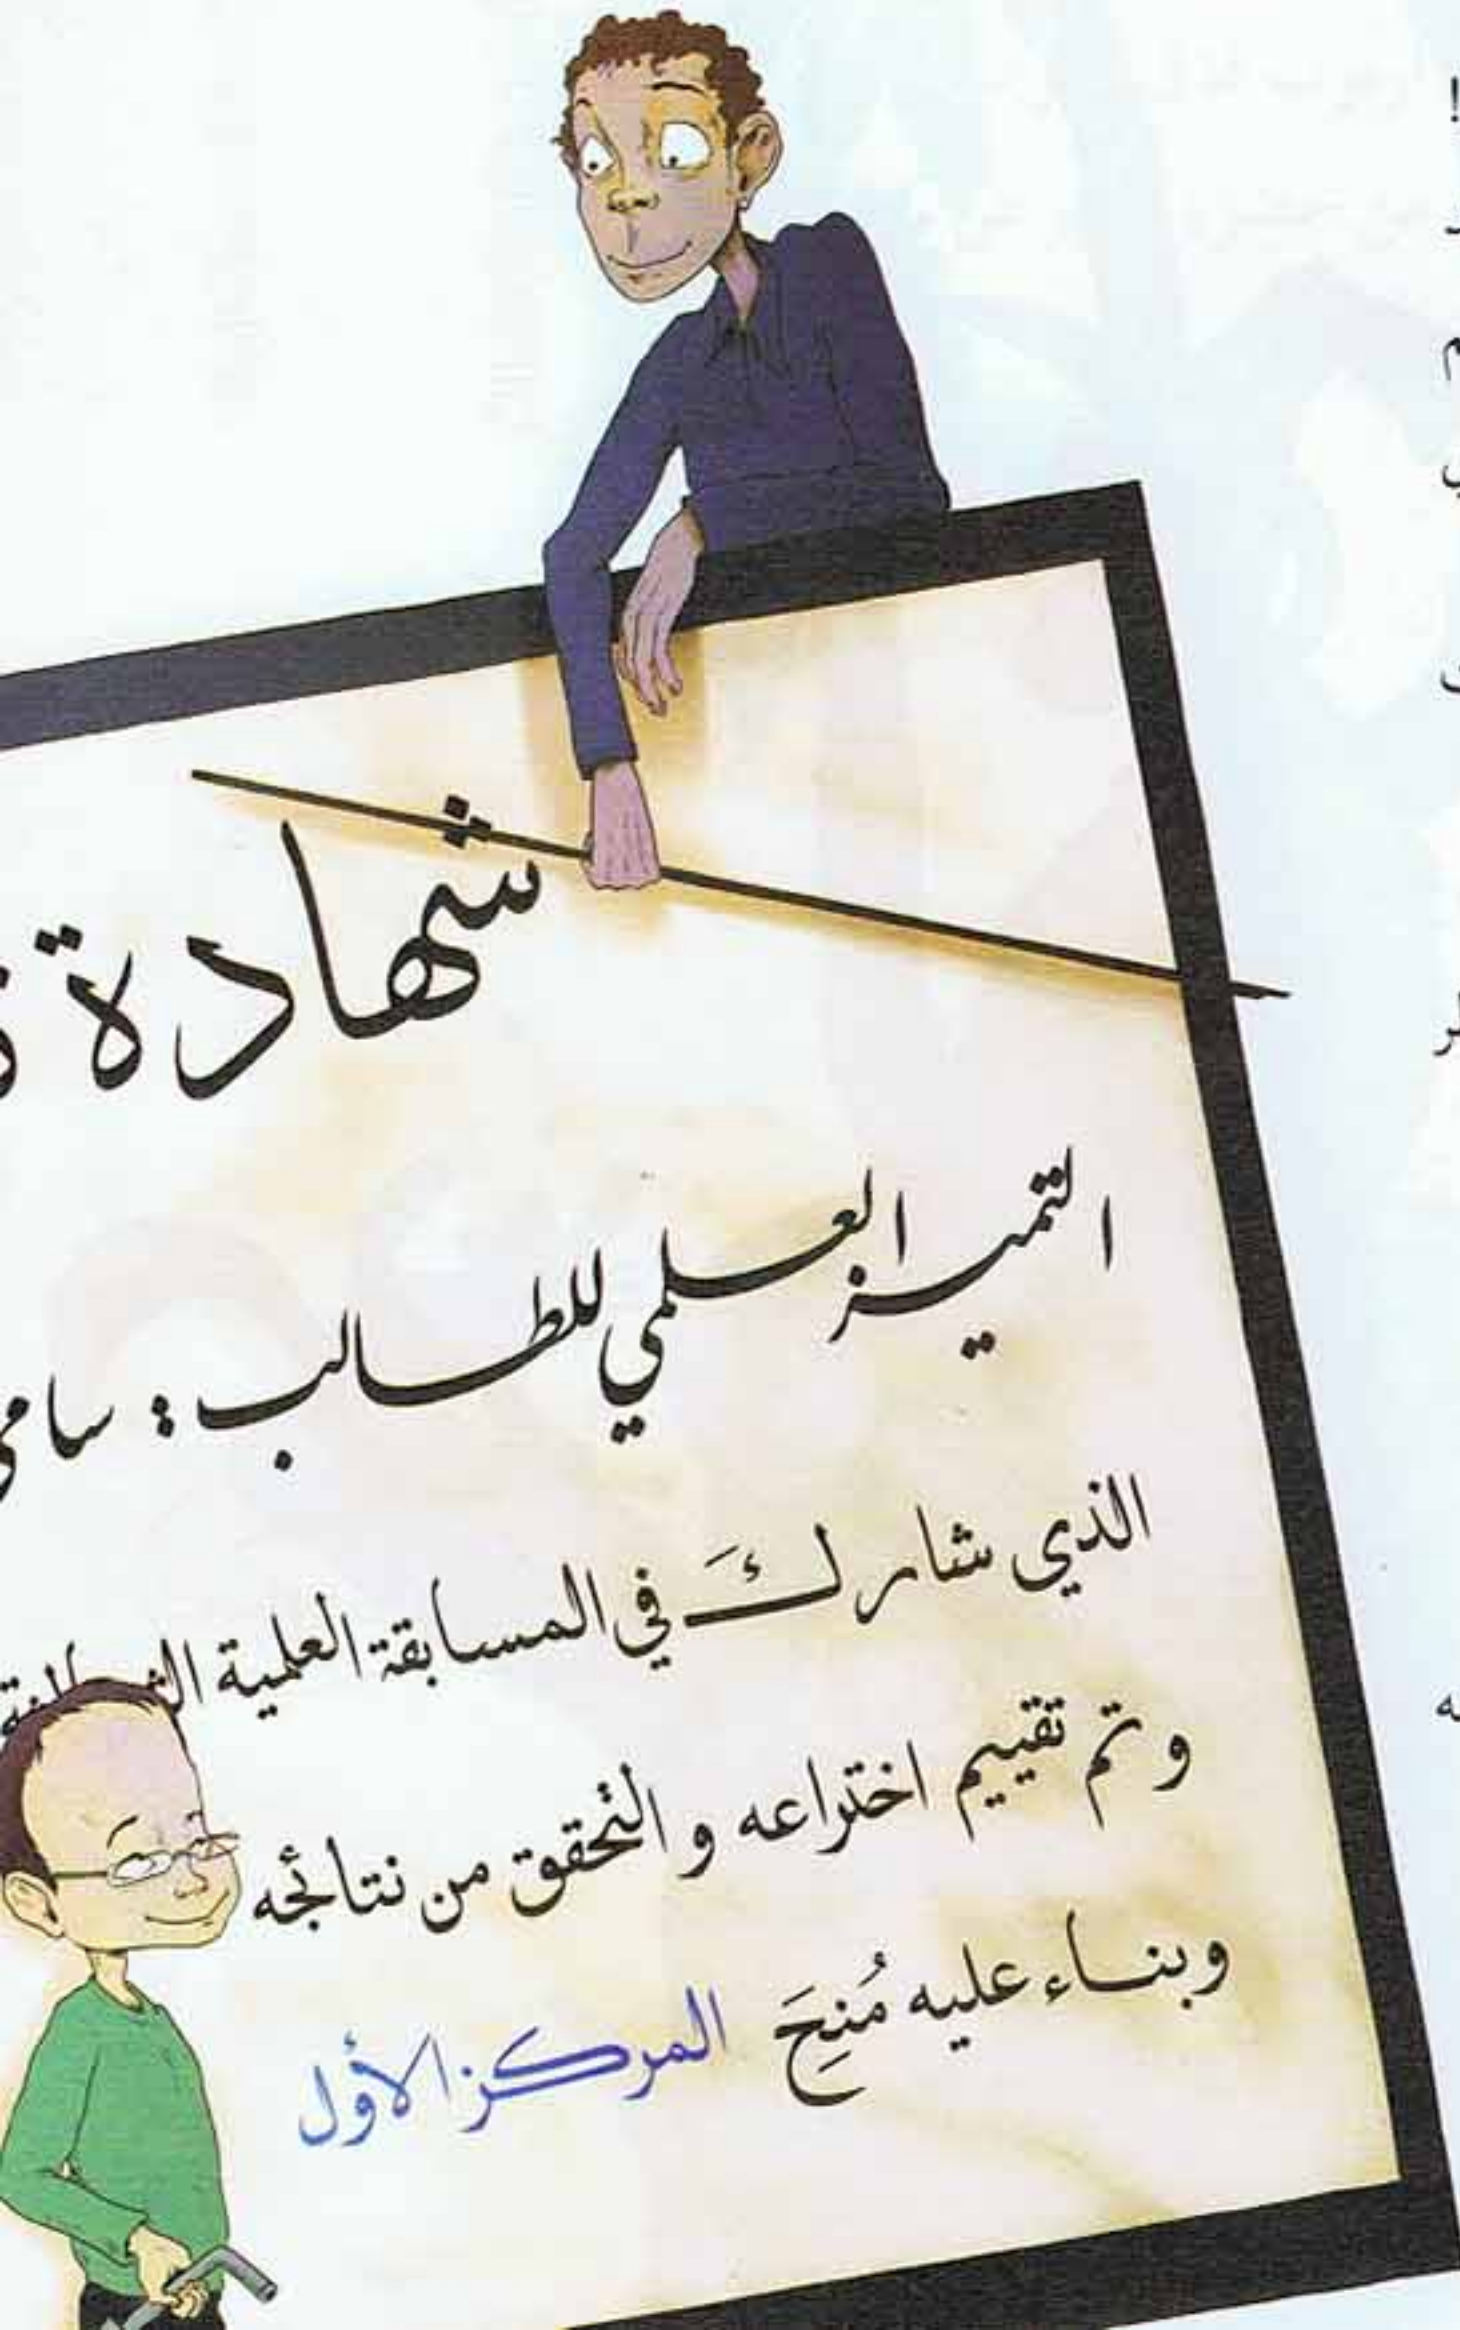 شهادة
التميز العلمي للطالب : سامي
الذي شارك في المسابقة العلمية
وتم تقييم اختراعه والتحقق من نتائجه
وبناء عليه مُنِحَ المركز الأول